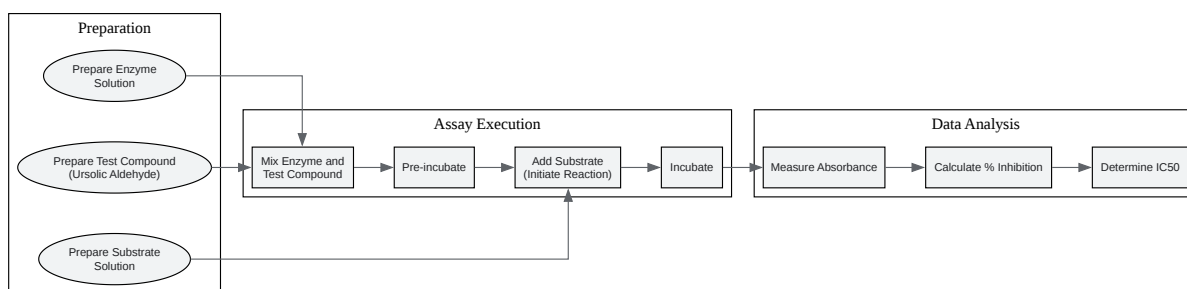 Preparation
Prepare Enzyme
Solution
Prepare Test Compound
(Ursolic Aldehyde)
Prepare Substrate
Solution
Assay Execution
Mix Enzyme and
Test Compound
Pre-incubate
Add Substrate
(Initiate Reaction)
Incubate
Data Analysis
Measure Absorbance
Calculate % Inhibition
Determine IC50